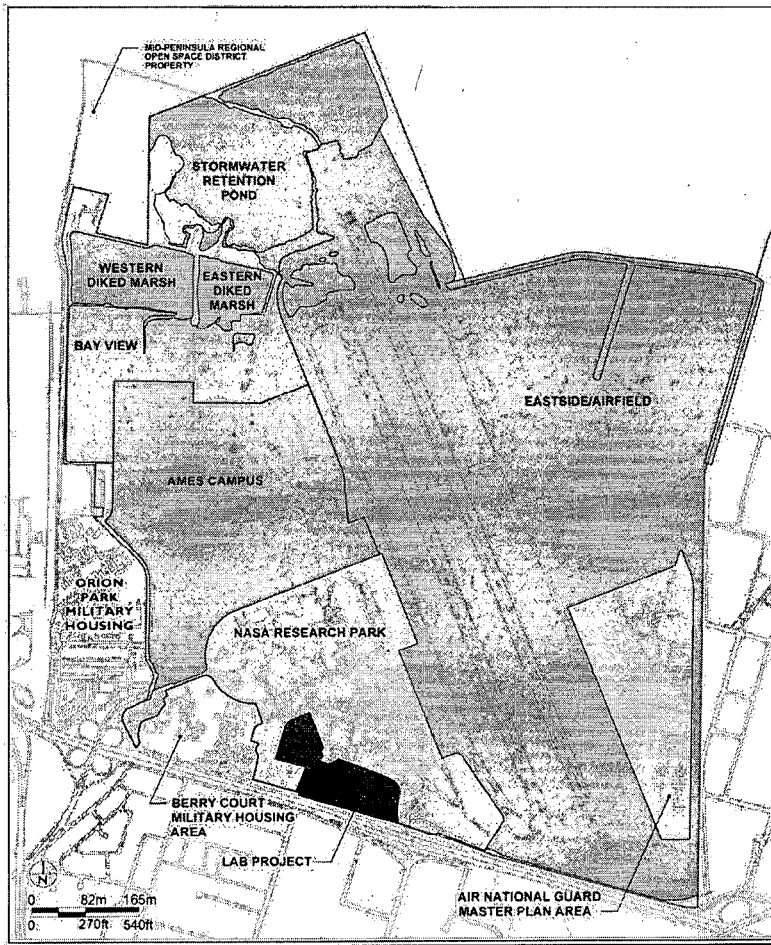 MID-PENINSULA REGIONAL
OPEN SPACE DISTRICT
PROPERTY
STORMWATER
RETENTION
POND
WESTERN
DIKED MARSH
EASTERN
DIKED
MARSH
BAY VIEW
EASTSIDE/AIRFIELD
AMES CAMPUS
ORION
PARK
MILITARY
HOUSING
NASA RESEARCH PARK
BERRY COURT
MILITARY HOUSING
AREA
LAB PROJECT
AIR NATIONAL GUARD
MASTER PLAN AREA
N
0 82m 165m
0 270ft 540ft